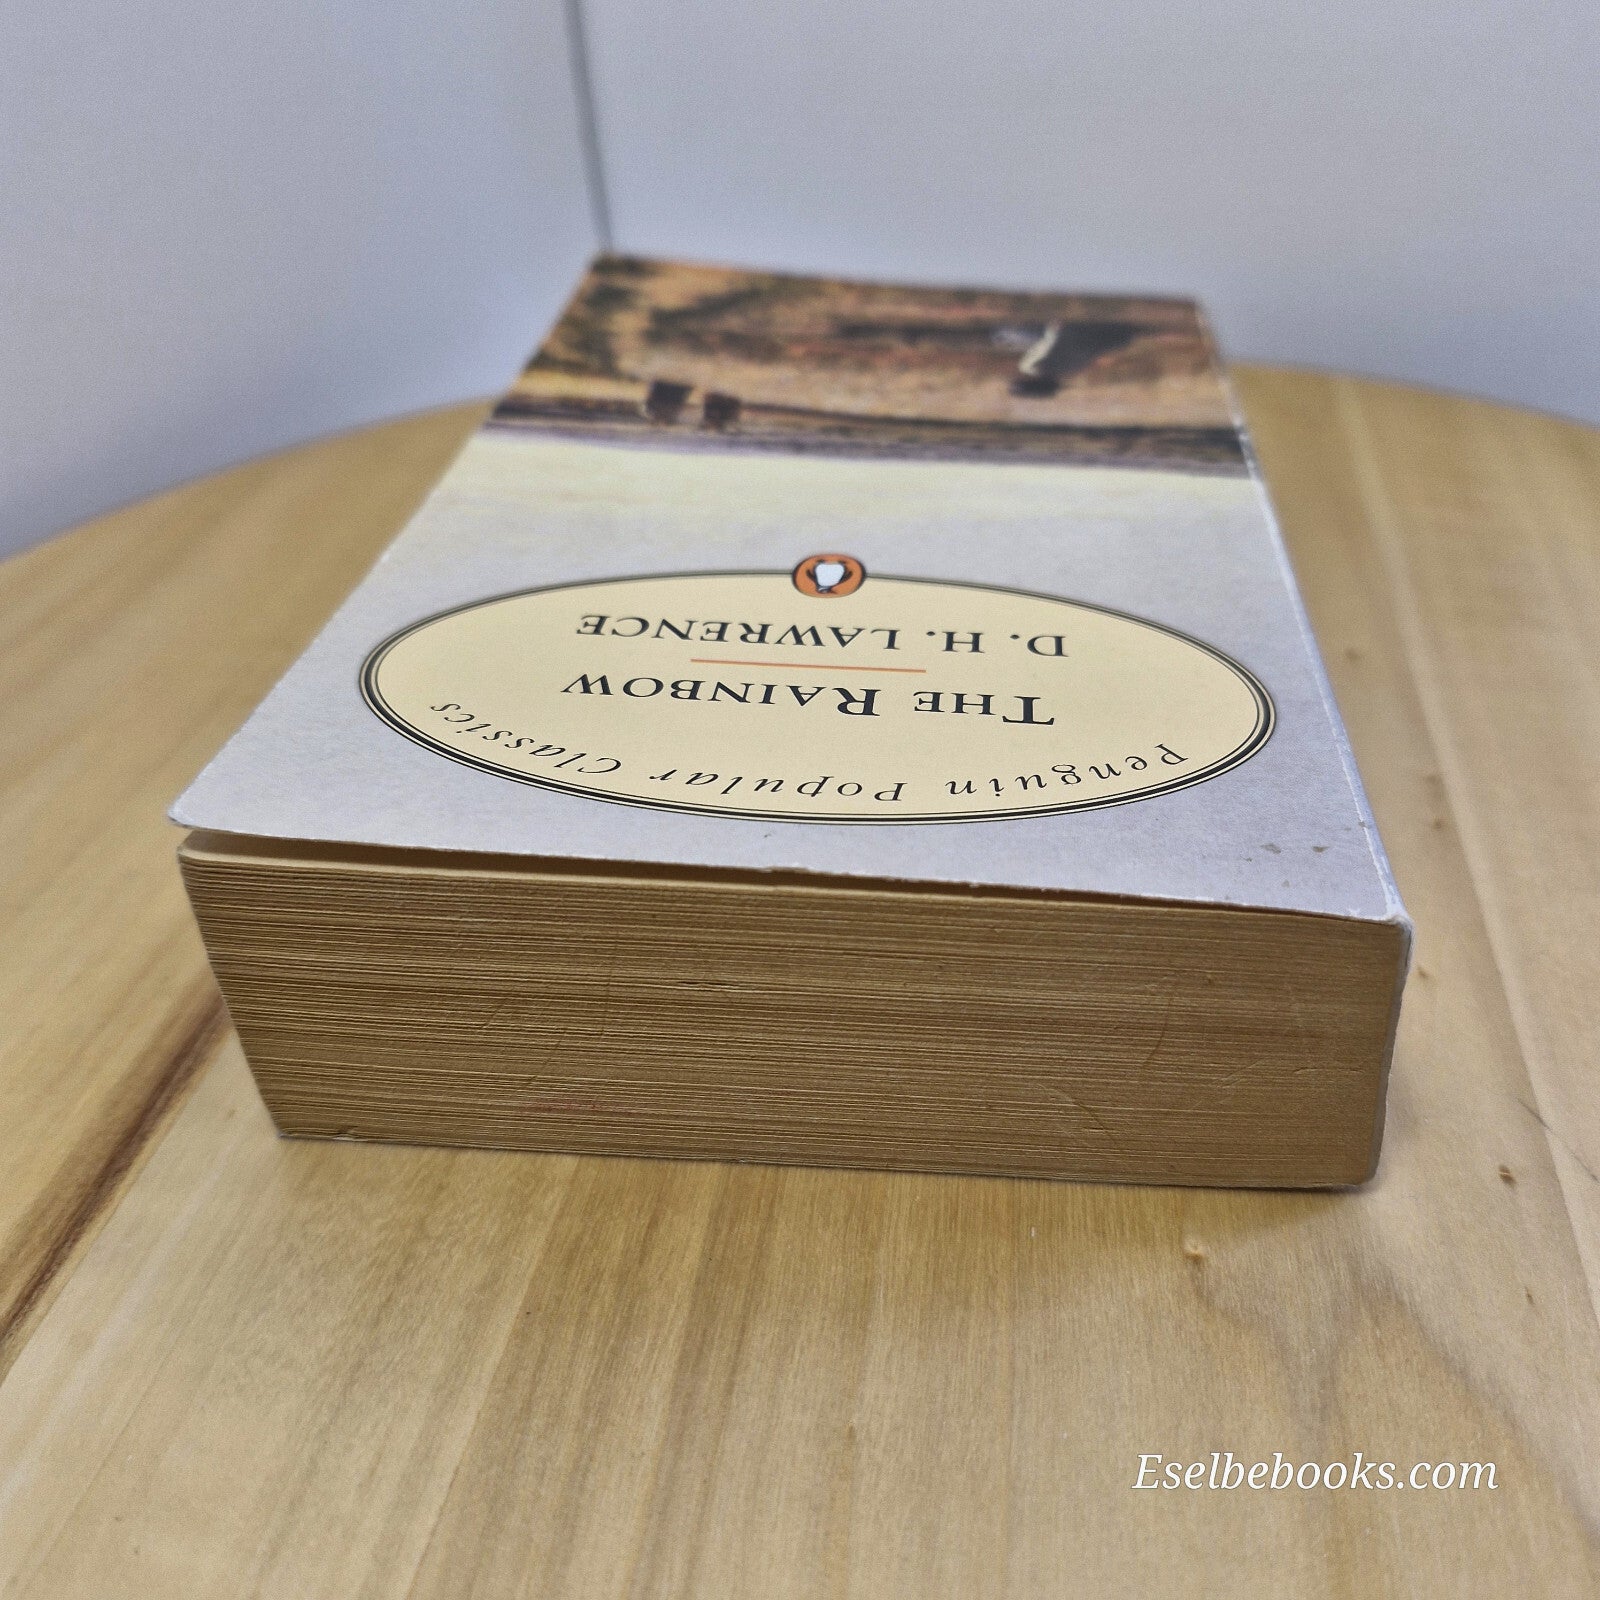 Penguin Popular Classics
THE RAINBOW
D. H. LAWRENCE
Eselbebooks.com